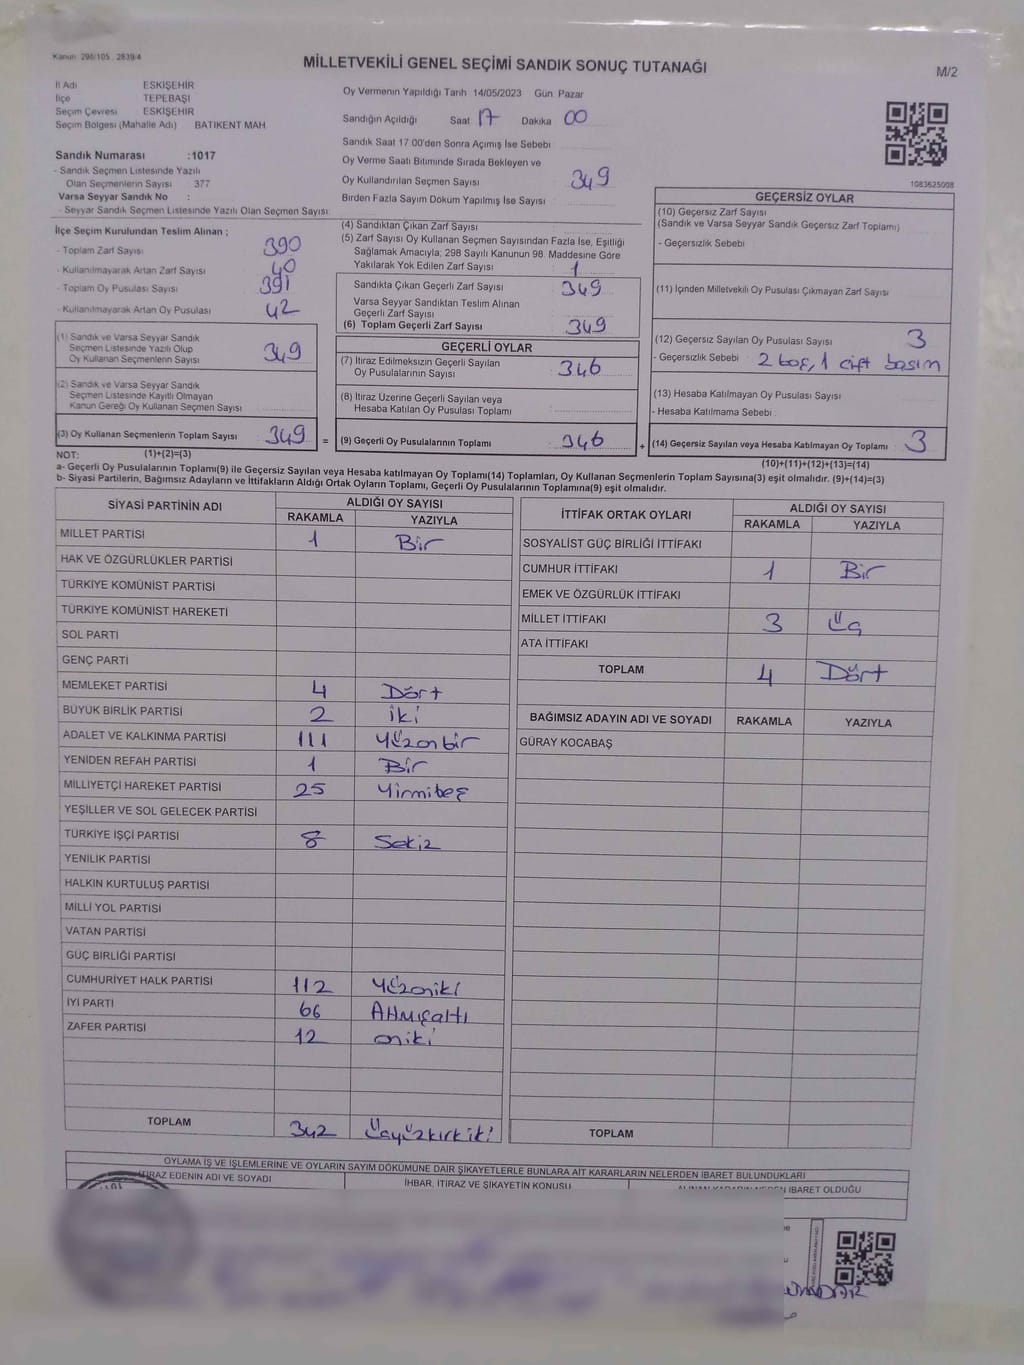 Kanun 298/105 2839/4
MİLLETVEKİLİ GENEL SEÇİMİ SANDIK SONUÇ TUTANAĞI
M/2
İl Adı ESKİŞEHİR
İlçe TEPEBAŞI
Seçim Çevresi ESKİŞEHİR
Seçim Bölgesi (Mahalle Adı) BATIKENT MAH.
Sandık Numarası :1017
- Sandık Seçmen Listesinde Yazılı
Olan Seçmenlerin Sayısı 377
Varsa Seyyar Sandık No :
- Seyyar Sandık Seçmen Listesinde Yazılı Olan Seçmen Sayısı:
Oy Vermenin Yapıldığı Tarih 14/05/2023 Gün Pazar
Sandığın Açıldığı Saat 17 Dakika 00
Sandık Saat 17.00'den Sonra Açımış İse Sebebi
Oy Verme Saati Bitiminde Sırada Bekleyen ve
Oy Kullandırılan Seçmen Sayısı 349
Birden Fazla Sayım Döküm Yapılmış İse Sayısı
1083625008
İlçe Seçim Kurulundan Teslim Alınan ;
- Toplam Zarf Sayısı 390
- Kullanılmayarak Artan Zarf Sayısı 40
- Toplam Oy Pusulası Sayısı 391
- Kullanılmayarak Artan Oy Pusulası 42
(1) Sandık ve Varsa Seyyar Sandık
Seçmen Listesinde Yazılı Olup
Oy Kullanan Seçmenlerin Sayısı 349
(2) Sandık ve Varsa Seyyar Sandık
Seçmen Listesinde Kayıtlı Olmayan
Kanun Gereği Oy Kullanan Seçmen Sayısı
(3) Oy Kullanan Seçmenlerin Toplam Sayısı 349 =
(4) Sandıktan Çıkan Zarf Sayısı
(5) Zarf Sayısı Oy Kullanan Seçmen Sayısından Fazla İse, Eşitliği
Sağlamak Amacıyla; 298 Sayılı Kanunun 98. Maddesine Göre
Yakılarak Yok Edilen Zarf Sayısı : 1
Sandıkta Çıkan Geçerli Zarf Sayısı 349
Varsa Seyyar Sandıktan Teslim Alınan
Geçerli Zarf Sayısı
(6) Toplam Geçerli Zarf Sayısı 349
GEÇERLİ OYLAR
(7) İtiraz Edilmeksizin Geçerli Sayılan
Oy Pusulalarının Sayısı 346
(8) İtiraz Üzerine Geçerli Sayılan veya
Hesaba Katılan Oy Pusulası Toplamı
(9) Geçerli Oy Pusulalarının Toplamı 346 +
GEÇERSİZ OYLAR
(10) Geçersiz Zarf Sayısı
(Sandık ve Varsa Seyyar Sandık Geçersiz Zarf Toplamı)
- Geçersizlik Sebebi
(11) İçinden Milletvekili Oy Pusulası Çıkmayan Zarf Sayısı
(12) Geçersiz Sayılan Oy Pusulası Sayısı 3
- Geçersizlik Sebebi 2 boş, 1 çift basım
(13) Hesaba Katılmayan Oy Pusulası Sayısı
- Hesaba Katılmama Sebebi
(14) Geçersiz Sayılan veya Hesaba Katılmayan Oy Toplamı 3
NOT: (1)+(2)=(3) (10)+(11)+(12)+(13)=(14)
a- Geçerli Oy Pusulalarının Toplamı(9) ile Geçersiz Sayılan veya Hesaba katılmayan Oy Toplamı(14) Toplamları, Oy Kullanan Seçmenlerin Toplam Sayısına(3) eşit olmalıdır. (9)+(14)=(3)
b- Siyasi Partilerin, Bağımsız Adayların ve İttifakların Aldığı Ortak Oyların Toplamı, Geçerli Oy Pusulalarının Toplamına(9) eşit olmalıdır.
SİYASİ PARTİNİN ADI ALDIĞI OY SAYISI
RAKAMLA YAZIYLA
MİLLET PARTİSİ 1 Bir
HAK VE ÖZGÜRLÜKLER PARTİSİ
TÜRKİYE KOMÜNİST PARTİSİ
TÜRKİYE KOMÜNİST HAREKETİ
SOL PARTİ
GENÇ PARTİ
MEMLEKET PARTİSİ 4 Dört
BÜYÜK BİRLİK PARTİSİ 2 iki
ADALET VE KALKINMA PARTİSİ 111 Yüzonbir
YENİDEN REFAH PARTİSİ 1 Bir
MİLLİYETÇİ HAREKET PARTİSİ 25 Yirmibeş
YEŞİLLER VE SOL GELECEK PARTİSİ
TÜRKİYE İŞÇİ PARTİSİ 8 Sekiz
YENİLİK PARTİSİ
HALKIN KURTULUŞ PARTİSİ
MİLLİ YOL PARTİSİ
VATAN PARTİSİ
GÜÇ BİRLİĞİ PARTİSİ
CUMHURİYET HALK PARTİSİ 112 Yüzoniki
İYİ PARTİ 66 Altmışaltı
ZAFER PARTİSİ 12 oniki
TOPLAM 342 Üçyüzkırkiki
İTTİFAK ORTAK OYLARI ALDIĞI OY SAYISI
RAKAMLA YAZIYLA
SOSYALİST GÜÇ BİRLİĞİ İTTİFAKI
CUMHUR İTTİFAKI 1 Bir
EMEK VE ÖZGÜRLÜK İTTİFAKI
MİLLET İTTİFAKI 3 Üç
ATA İTTİFAKI
TOPLAM 4 Dört
BAĞIMSIZ ADAYIN ADI VE SOYADI RAKAMLA YAZIYLA
GÜRAY KOCABAŞ
TOPLAM
OYLAMA İŞ VE İŞLEMLERİNE VE OYLARIN SAYIM DÖKÜMÜNE DAİR ŞİKAYETLERLE BUNLARA AİT KARARLARIN NELERDEN İBARET BULUNDUKLARI
İTİRAZ EDENİN ADI VE SOYADI İHBAR, İTİRAZ VE ŞİKAYETİN KONUSU İBARET OLDUĞU